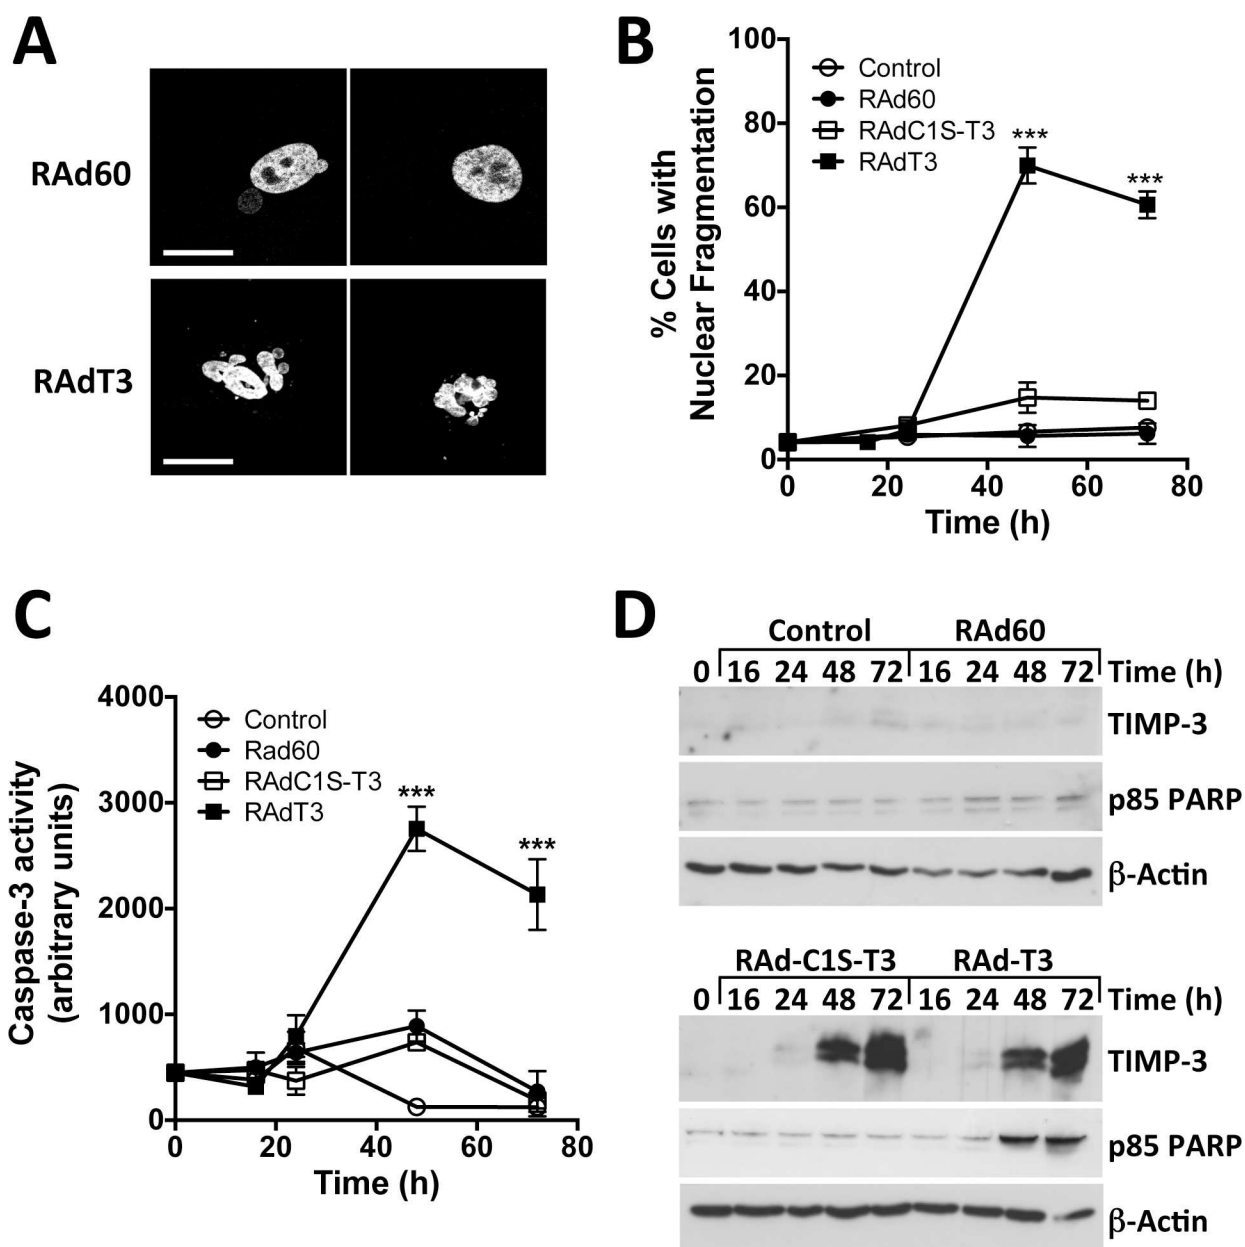 A
RAd60
RAdT3
B
% Cells with
Nuclear Fragmentation
100
80
60
40
20
0
Control
RAd60
RAdC1S-T3
RAdT3
***
***
0 20 40 60 80
Time (h)
C
Caspase-3 activity
(arbitrary units)
4000
3000
2000
1000
0
Control
Rad60
RAdC1S-T3
RAdT3
***
***
0 20 40 60 80
Time (h)
D
Control RAd60
0 16 24 48 72 16 24 48 72 Time (h)
TIMP-3
p85 PARP
β-Actin
RAd-C1S-T3 RAd-T3
0 16 24 48 72 16 24 48 72 Time (h)
TIMP-3
p85 PARP
β-Actin